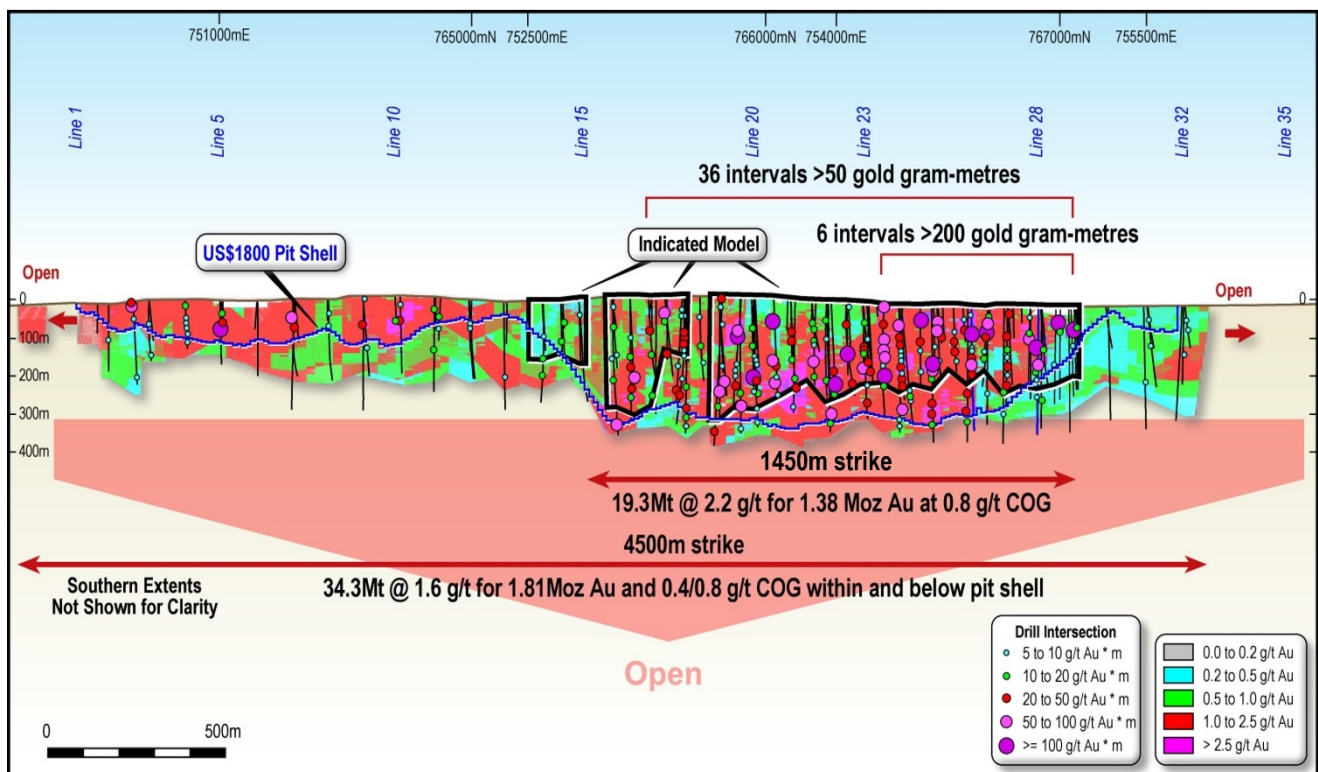 751000mE
765000mN
752500mE
766000mN
754000mE
767000mN
755500mE
Line 1
Line 5
Line 10
Line 15
Line 20
Line 23
Line 28
Line 32
Line 35
36 intervals >50 gold gram-metres
6 intervals >200 gold gram-metres
US$1800 Pit Shell
Indicated Model
Open
Open
0
0
100m
200m
300m
400m
1450m strike
19.3Mt @ 2.2 g/t for 1.38 Moz Au at 0.8 g/t COG
4500m strike
34.3Mt @ 1.6 g/t for 1.81Moz Au and 0.4/0.8 g/t COG within and below pit shell
Southern Extents
Not Shown for Clarity
Open
0
500m
Drill Intersection
5 to 10 g/t Au * m
10 to 20 g/t Au * m
20 to 50 g/t Au * m
50 to 100 g/t Au * m
>= 100 g/t Au * m
0.0 to 0.2 g/t Au
0.2 to 0.5 g/t Au
0.5 to 1.0 g/t Au
1.0 to 2.5 g/t Au
> 2.5 g/t Au